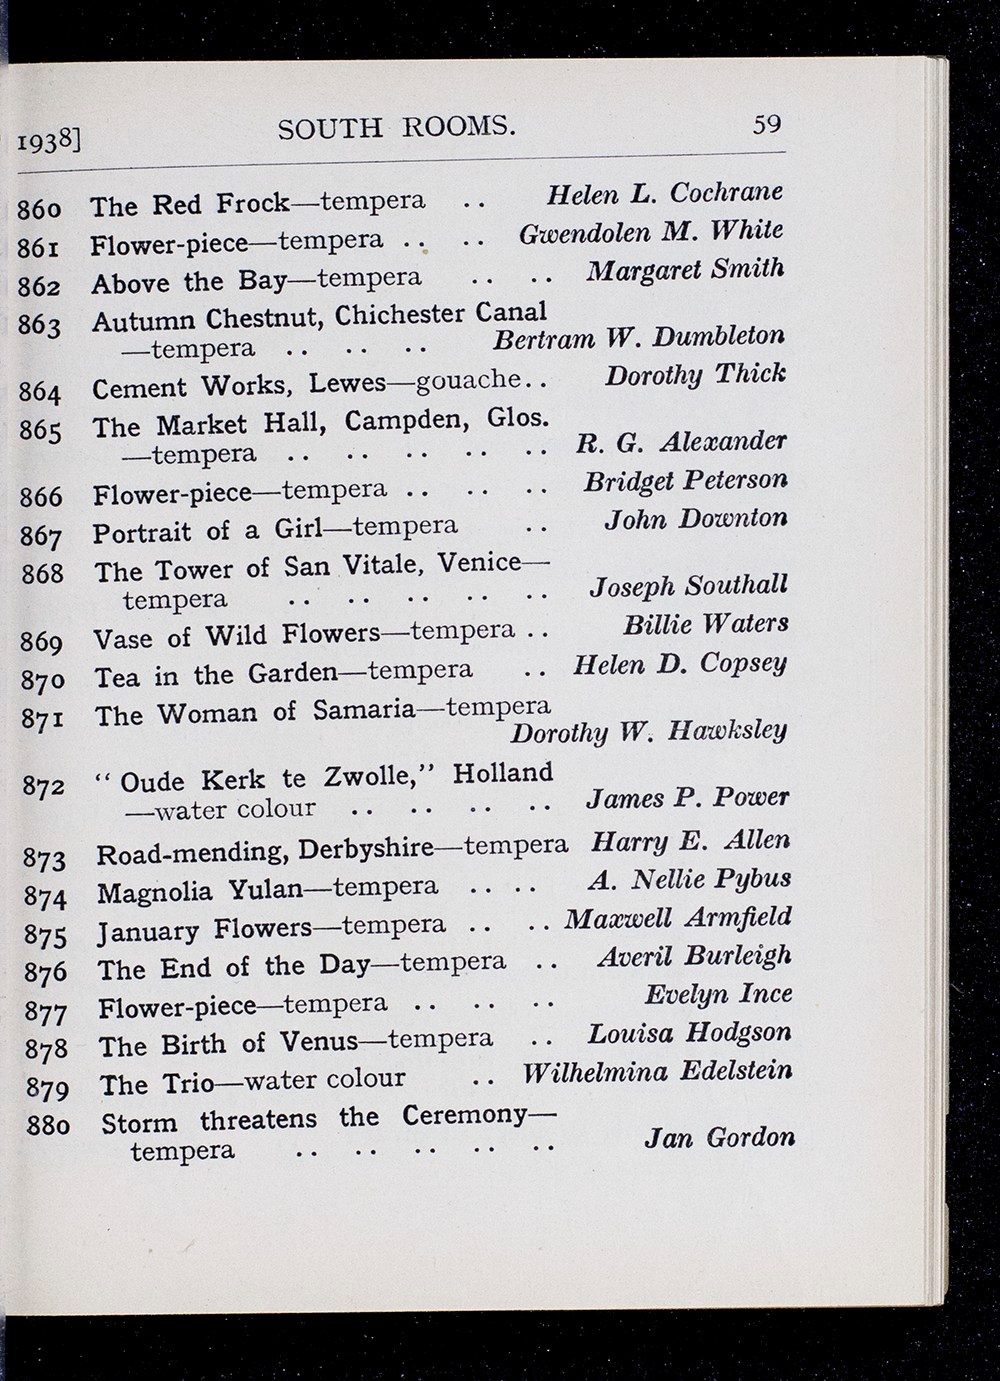 1938] SOUTH ROOMS. 59
860 The Red Frock—tempera .. Helen L. Cochrane
861 Flower-piece—tempera .. .. Gwendolen M. White
862 Above the Bay—tempera .. .. Margaret Smith
863 Autumn Chestnut, Chichester Canal
—tempera .. .. .. Bertram W. Dumbleton
864 Cement Works, Lewes—gouache.. Dorothy Thick
865 The Market Hall, Campden, Glos.
—tempera .. .. .. .. .. R. G. Alexander
866 Flower-piece—tempera .. .. .. Bridget Peterson
867 Portrait of a Girl—tempera .. John Downton
868 The Tower of San Vitale, Venice—
tempera .. .. .. .. .. Joseph Southall
869 Vase of Wild Flowers—tempera .. Billie Waters
870 Tea in the Garden—tempera .. Helen D. Copsey
871 The Woman of Samaria—tempera
Dorothy W. Hawksley
872 “ Oude Kerk te Zwolle,” Holland
—water colour .. .. .. .. James P. Power
873 Road-mending, Derbyshire—tempera Harry E. Allen
874 Magnolia Yulan—tempera .. .. A. Nellie Pybus
875 January Flowers—tempera .. .. Maxwell Armfield
876 The End of the Day—tempera .. Averil Burleigh
877 Flower-piece—tempera .. .. .. Evelyn Ince
878 The Birth of Venus—tempera .. Louisa Hodgson
879 The Trio—water colour .. Wilhelmina Edelstein
880 Storm threatens the Ceremony—
tempera .. .. .. .. .. Jan Gordon